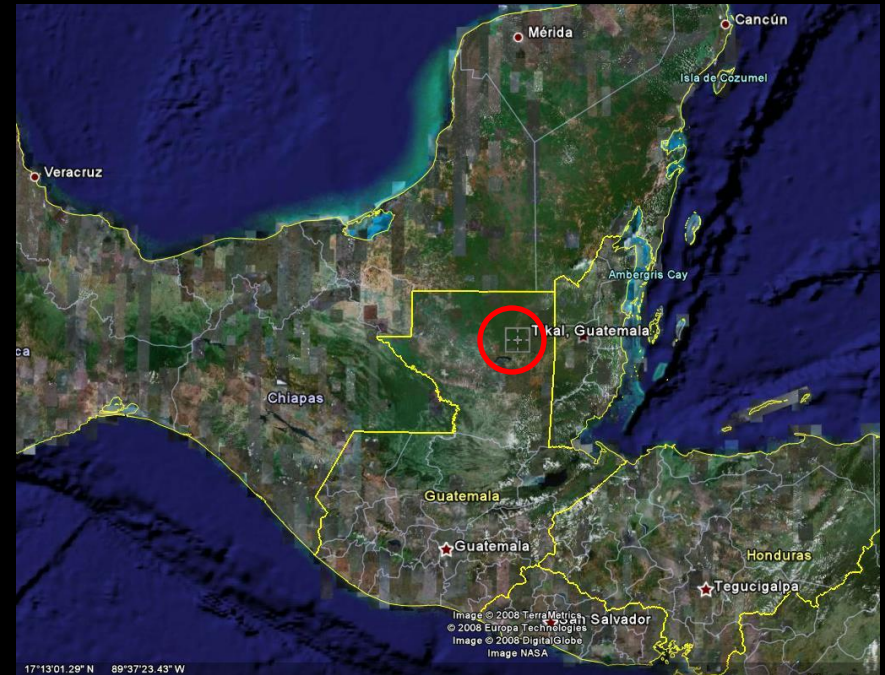 Cancún
Mérida
Isla de Cozumel
Veracruz
Ambergris Cay
Tikal, Guatemala
ca
Chiapas
Guatemala
Guatemala
Honduras
Tegucigalpa
San Salvador
Image © 2008 TerraMetrics
© 2008 Europa Technologies
Image © 2008 DigitalGlobe
Image NASA
17°13'01.29" N 89°37'23.43" W